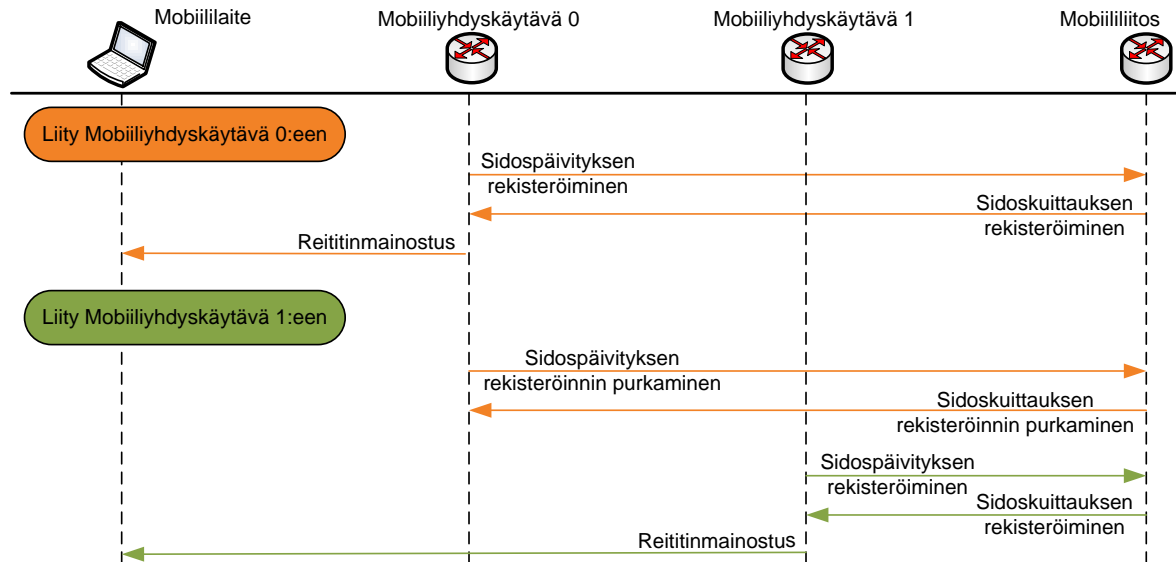 Mobiililaite
Mobiiliyhdyskäytävä 0
Mobiiliyhdyskäytävä 1
Mobiililiitos
Liity Mobiiliyhdyskäytävä 0:een
Sidospäivityksen
rekisteröiminen
Sidoskuittauksen
rekisteröiminen
Reititinmainostus
Liity Mobiiliyhdyskäytävä 1:een
Sidospäivityksen
rekisteröinnin purkaminen
Sidoskuittauksen
rekisteröinnin purkaminen
Sidospäivityksen
rekisteröiminen
Sidoskuittauksen
rekisteröiminen
Reititinmainostus